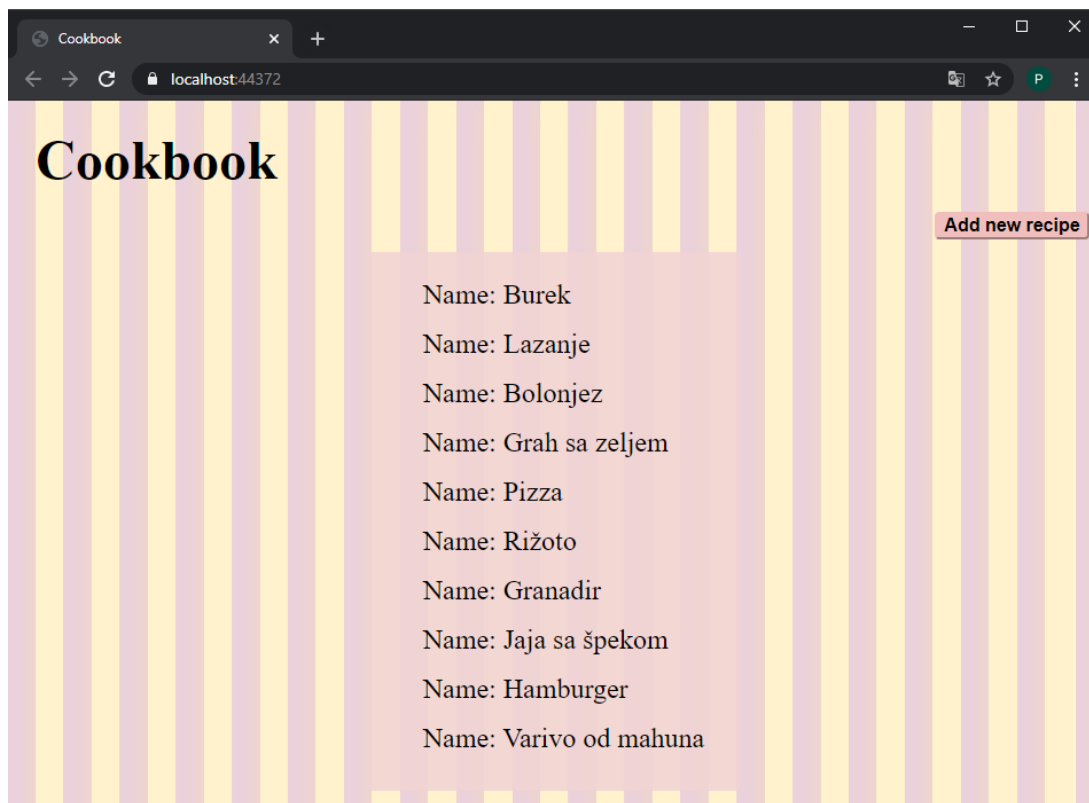 Cookbook
localhost:44372
P
Cookbook
Add new recipe
Name: Burek
Name: Lazanje
Name: Bolonjez
Name: Grah sa zeljem
Name: Pizza
Name: Rižoto
Name: Granadir
Name: Jaja sa špekom
Name: Hamburger
Name: Varivo od mahuna